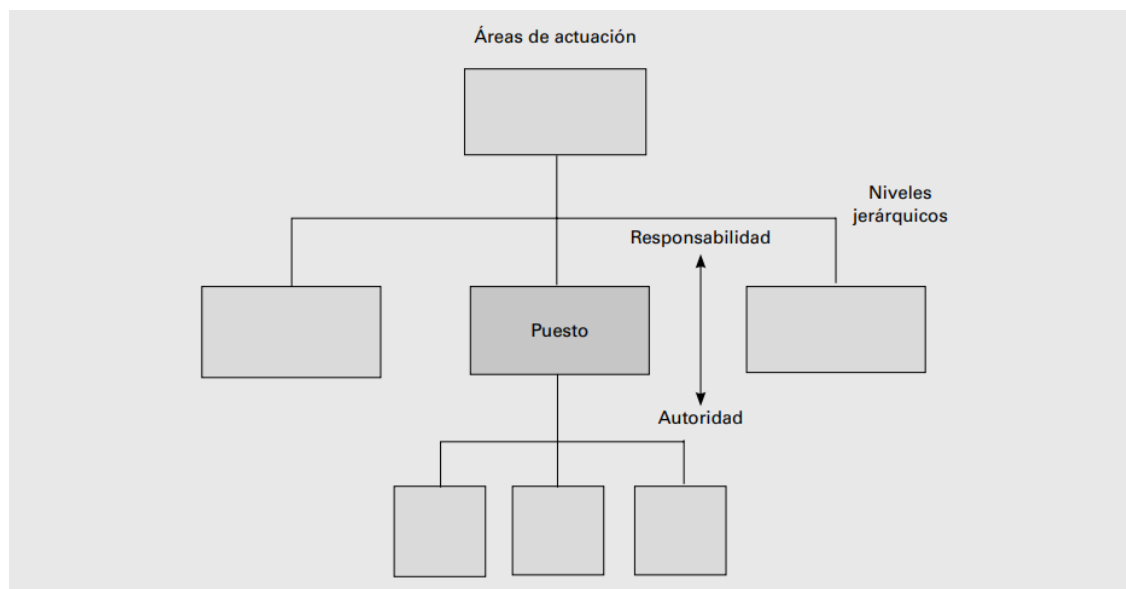 Áreas de actuación
Niveles
jerárquicos
Responsabilidad
Puesto
Autoridad